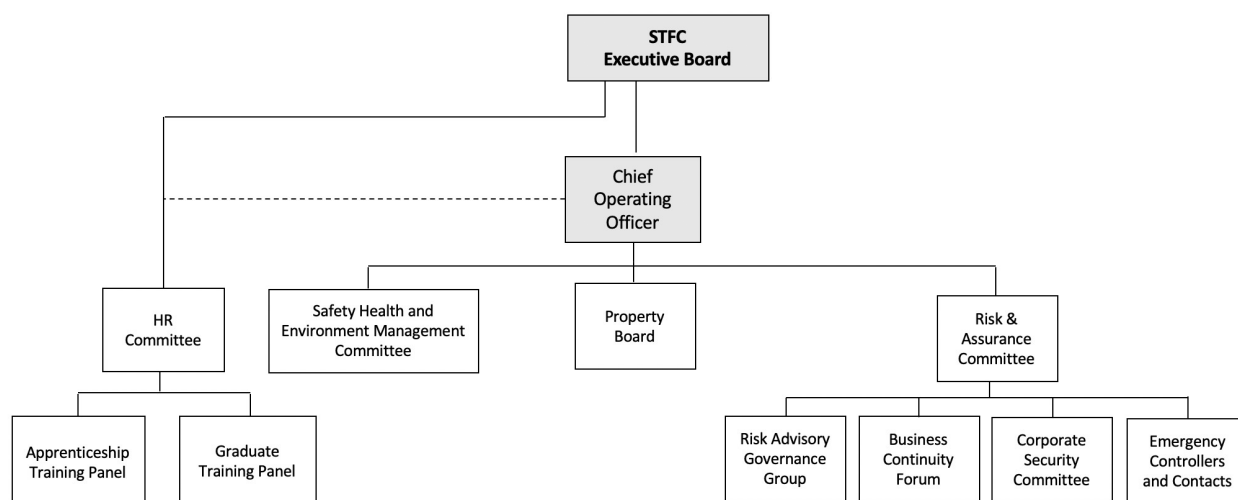 STFC
Executive Board
Chief
Operating
Officer
HR
Committee
Safety Health and
Environment Management
Committee
Property
Board
Risk &
Assurance
Committee
Apprenticeship
Training Panel
Graduate
Training Panel
Risk Advisory
Governance
Group
Business
Continuity
Forum
Corporate
Security
Committee
Emergency
Controllers
and Contacts